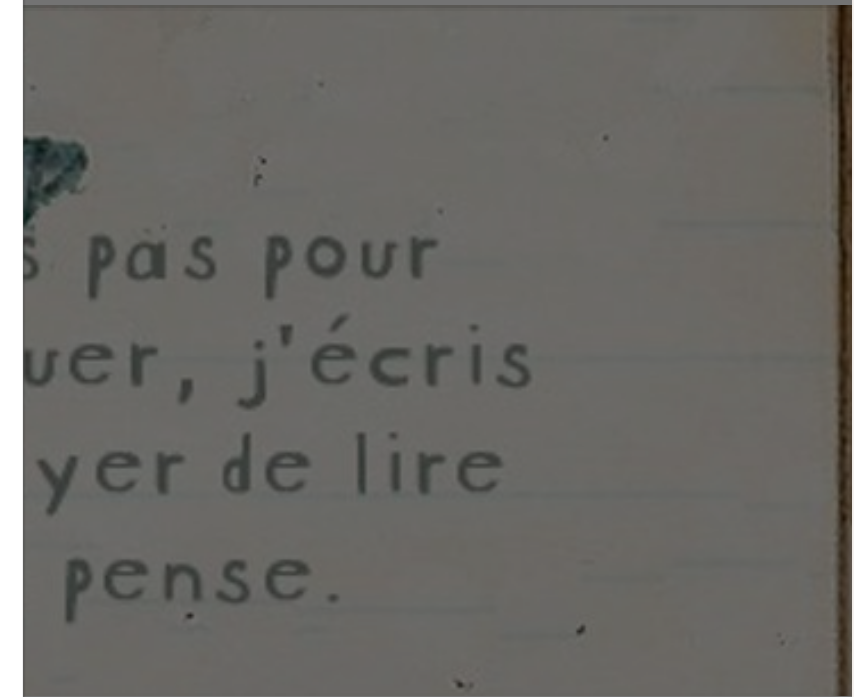 s pas pour
uer, j'écris
yer de lire
pense.